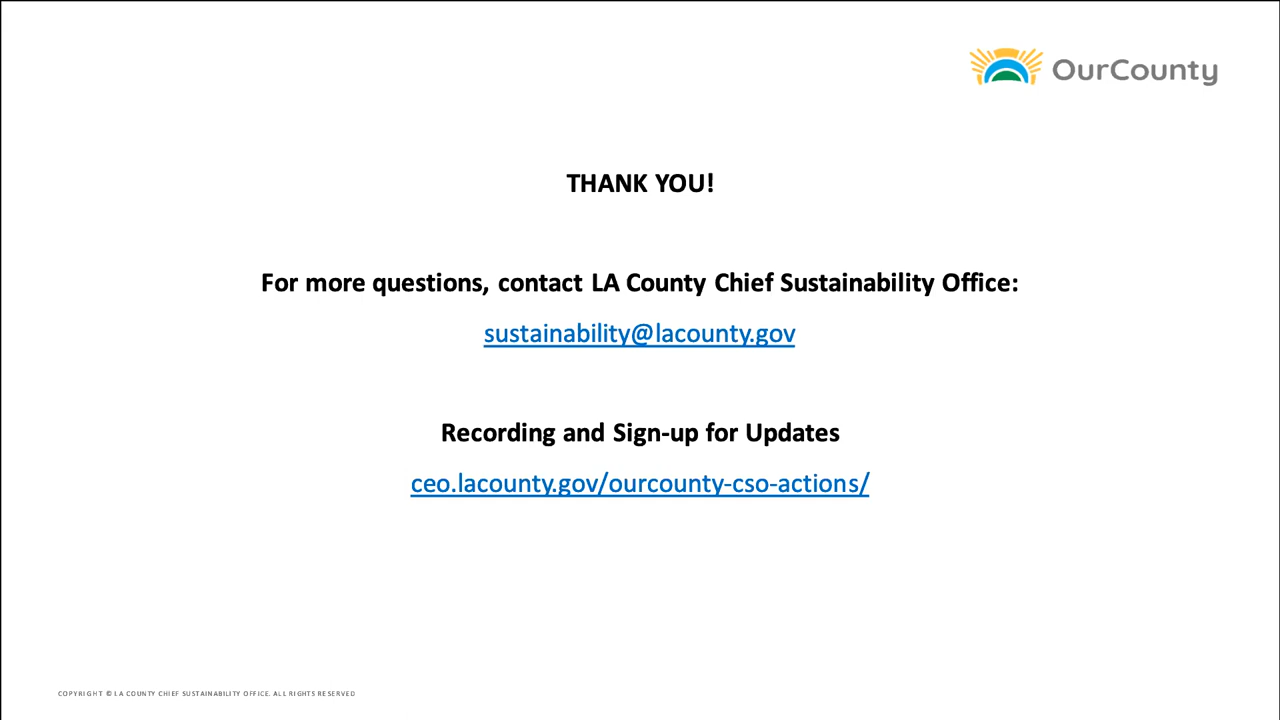 OurCounty
THANK YOU!
For more questions, contact LA County Chief Sustainability Office:
sustainability@lacounty.gov
Recording and Sign-up for Updates
ceo.lacounty.gov/ourcounty-cso-actions/
COPYRIGHT © LA COUNTY CHIEF SUSTAINABILITY OFFICE. ALL RIGHTS RESERVED